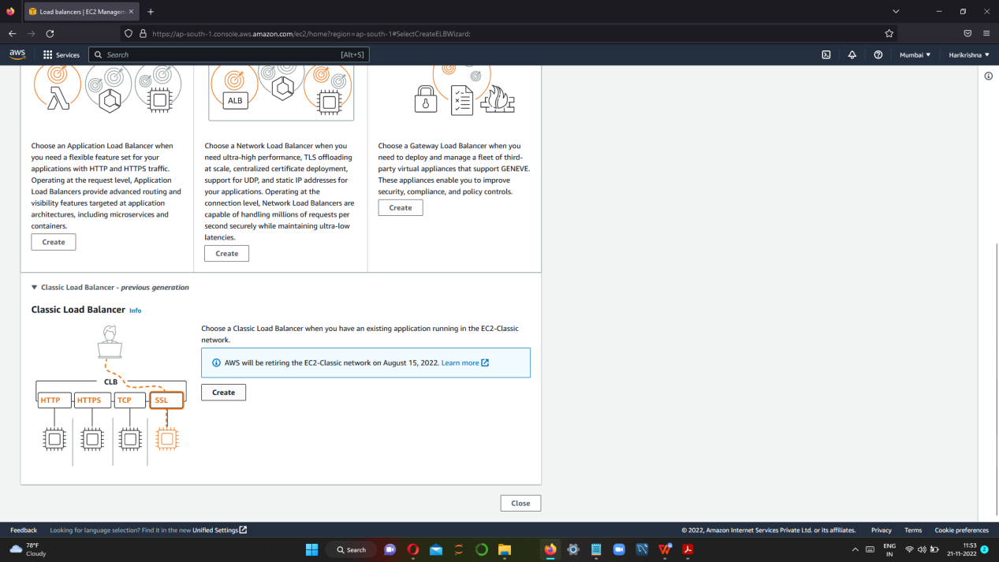 Load balancers | EC2 Managem
https://ap-south-1.console.aws.amazon.com/ec2/home?region=ap-south-1#SelectCreateELBWizard:
aws
Services
Search
[Alt+S]
Mumbai
Harikrishna
ALB
Choose an Application Load Balancer when
you need a flexible feature set for your
applications with HTTP and HTTPS traffic.
Operating at the request level, Application
Load Balancers provide advanced routing and
visibility features targeted at application
architectures, including microservices and
containers.
Create
Choose a Network Load Balancer when you
need ultra-high performance, TLS offloading
at scale, centralized certificate deployment,
support for UDP, and static IP addresses for
your applications. Operating at the
connection level, Network Load Balancers are
capable of handling millions of requests per
second securely while maintaining ultra-low
latencies.
Create
Choose a Gateway Load Balancer when you
need to deploy and manage a fleet of third-
party virtual appliances that support GENEVE.
These appliances enable you to improve
security, compliance, and policy controls.
Create
Classic Load Balancer - previous generation
Classic Load Balancer Info
CLB
HTTP
HTTPS
TCP
SSL
Choose a Classic Load Balancer when you have an existing application running in the EC2-Classic
network.
AWS will be retiring the EC2-Classic network on August 15, 2022. Learn more
Create
Close
Feedback
Looking for language selection? Find it in the new Unified Settings
© 2022, Amazon Internet Services Private Ltd. or its affiliates.
Privacy
Terms
Cookie preferences
78°F
Cloudy
Search
ENG
IN
11:53
21-11-2022
2